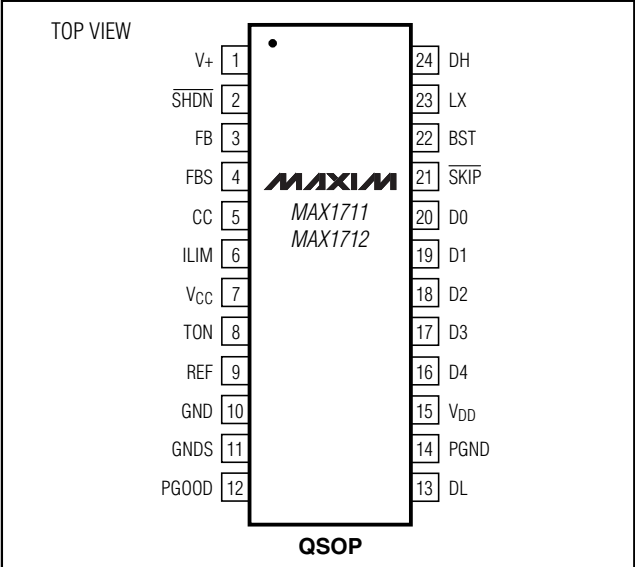 TOP VIEW
V+ 1
SHDN 2
FB 3
FBS 4
CC 5
ILIM 6
VCC 7
TON 8
REF 9
GND 10
GNDS 11
PGOOD 12
MAXIM
MAX1711
MAX1712
24 DH
23 LX
22 BST
21 SKIP
20 D0
19 D1
18 D2
17 D3
16 D4
15 VDD
14 PGND
13 DL
QSOP